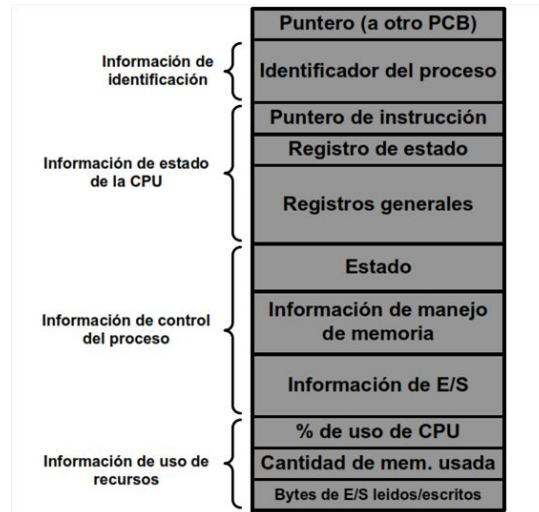 Puntero (a otro PCB)
Información de
identificación
Identificador del proceso
Información de estado
de la CPU
Puntero de instrucción
Registro de estado
Registros generales
Información de control
del proceso
Estado
Información de manejo
de memoria
Información de E/S
Información de uso de
recursos
% de uso de CPU
Cantidad de mem. usada
Bytes de E/S leidos/escritos